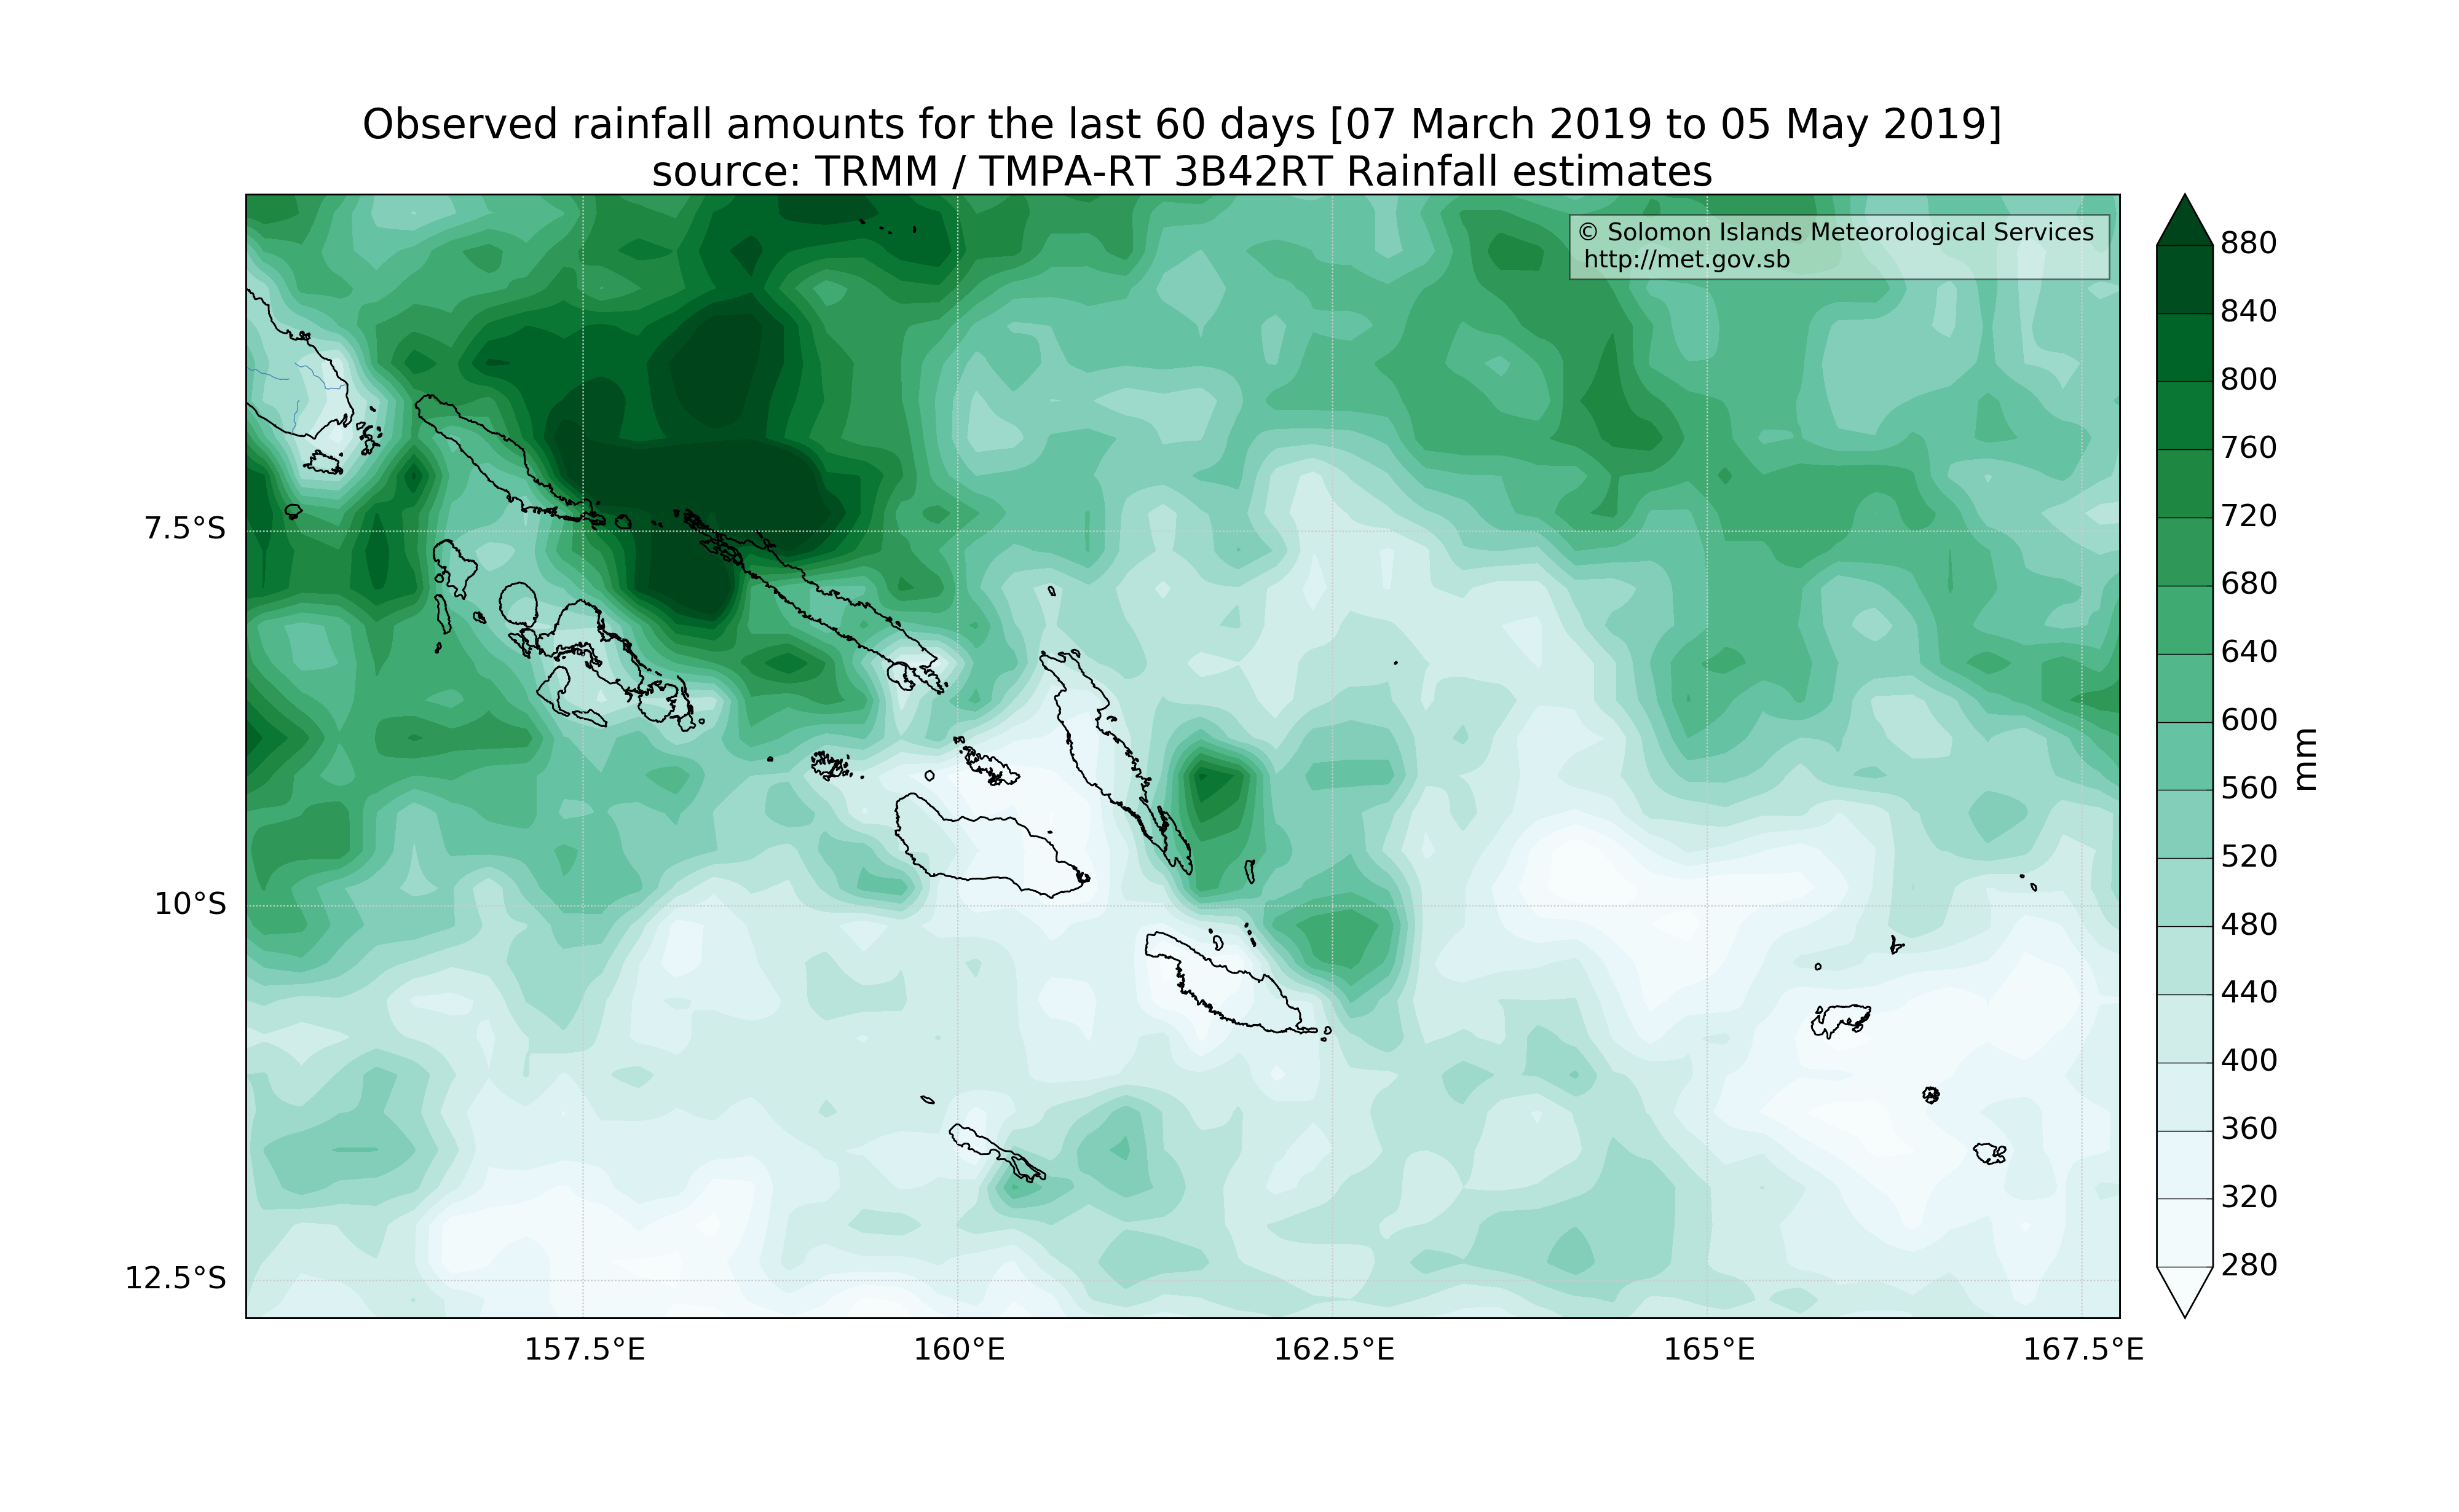 Observed rainfall amounts for the last 60 days [07 March 2019 to 05 May 2019]
source: TRMM / TMPA-RT 3B42RT Rainfall estimates
© Solomon Islands Meteorological Services
http://met.gov.sb
7.5°S
10°S
12.5°S
157.5°E
160°E
162.5°E
165°E
167.5°E
880
840
800
760
720
680
640
600
560
520
480
440
400
360
320
280
mm